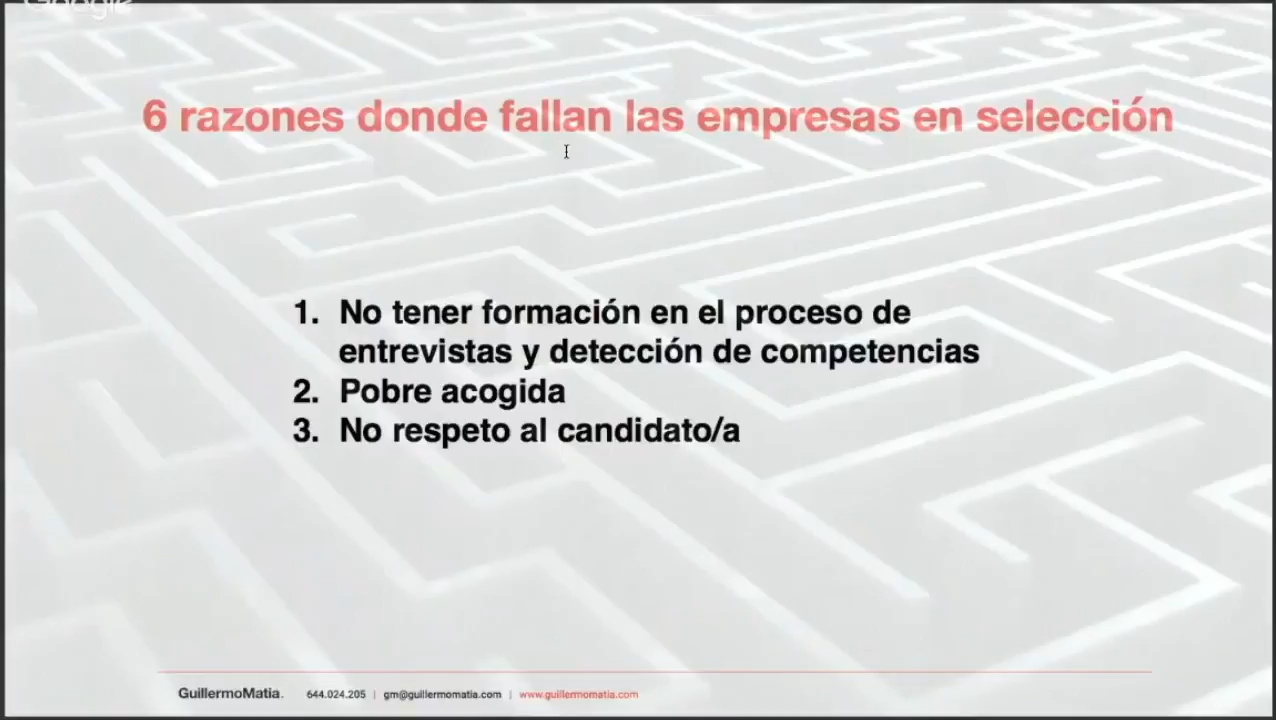 Google
6 razones donde fallan las empresas en selección
1. No tener formación en el proceso de
entrevistas y detección de competencias
2. Pobre acogida
3. No respeto al candidato/a
GuillermoMatia. 644.024.205 | gm@guillermomatia.com | www.guillermomatia.com